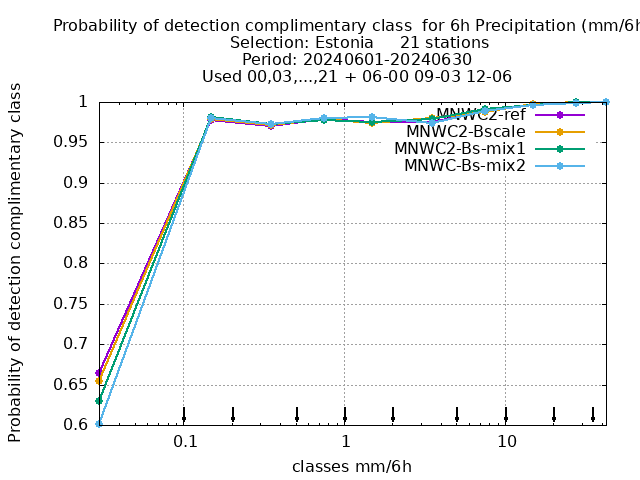 Probability of detection complimentary class  for 6h Precipitation (mm/6h
Selection: Estonia     21 stations
Period: 20240601-20240630
Used 00,03,...,21 + 06-00 09-03 12-06
Probability of detection complimentary class
1
0.95
0.9
0.85
0.8
0.75
0.7
0.65
0.6
MNWC2-ref
MNWC2-Bscale
MNWC2-Bs-mix1
MNWC-Bs-mix2
0.1
1
10
classes mm/6h